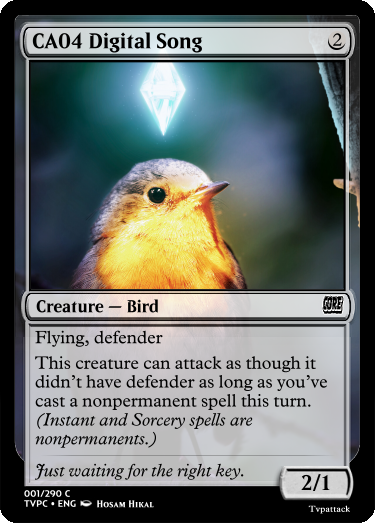 CA04 Digital Song
2
Creature — Bird
CORE
Flying, defender
This creature can attack as though it
didn't have defender as long as you've
cast a nonpermanent spell this turn.
(Instant and Sorcery spells are
nonpermanents.)
Just waiting for the right key.
2/1
001/290 C
TVPC • ENG Hosam Hikal
Tvpattack